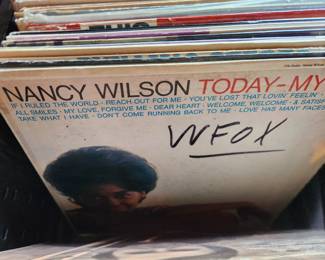 NANCY WILSON TODAY-MY
IF I RULED THE WORLD · REACH OUT FOR ME · YOU'VE LOST THAT LOVIN' FEELIN' ·
ALL SMILES · MY LOVE, FORGIVE ME · DEAR HEART · WELCOME, WELCOME · & SATISF
TAKE WHAT I HAVE · DON'T COME RUNNING BACK TO ME · LOVE HAS MANY FACES
WFOX